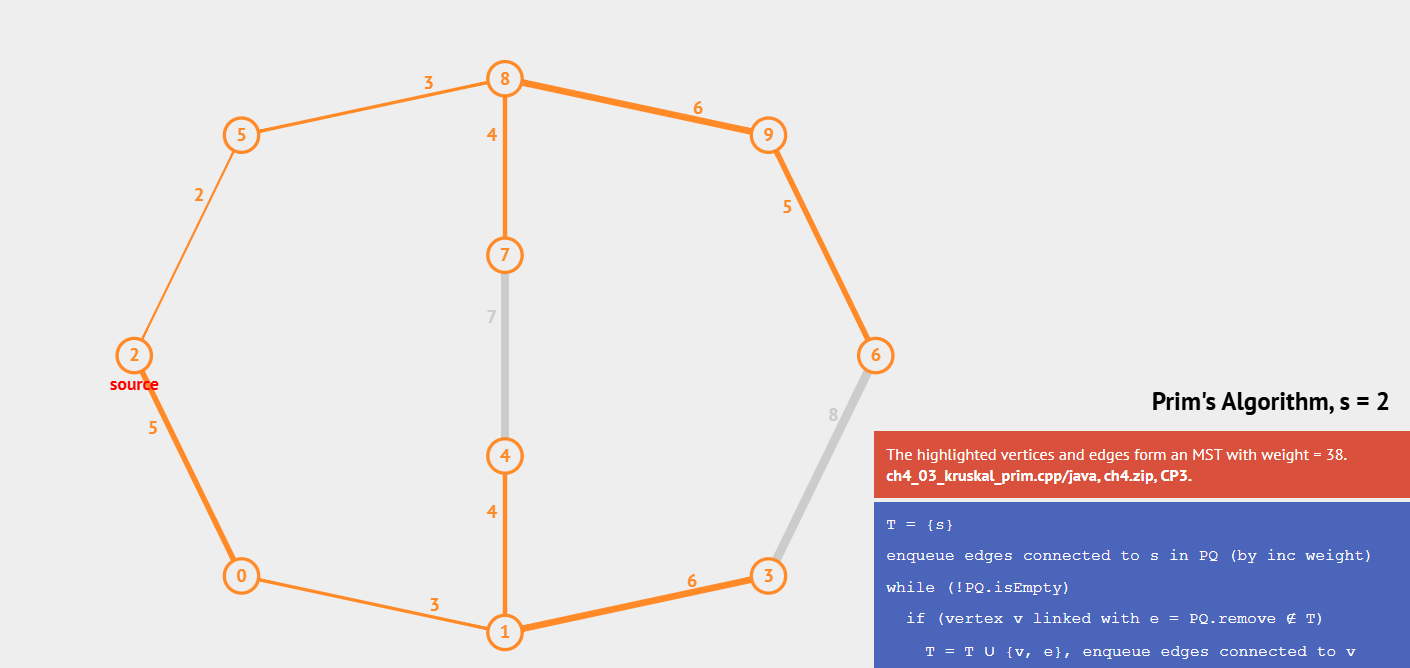 8
3
6
5
4
9
2
5
7
7
2
source
6
Prim's Algorithm, s = 2
8
5
The highlighted vertices and edges form an MST with weight = 38.
4
ch4_03_kruskal_prim.cpp/java, ch4.zip, CP3.
4
T = {s}
enqueue edges connected to s in PQ (by inc weight)
0
3
6
3
while (!PQ.isEmpty)
1
if (vertex v linked with e = PQ.remove ∉ T)
T = T ∪ {v, e}, enqueue edges connected to v